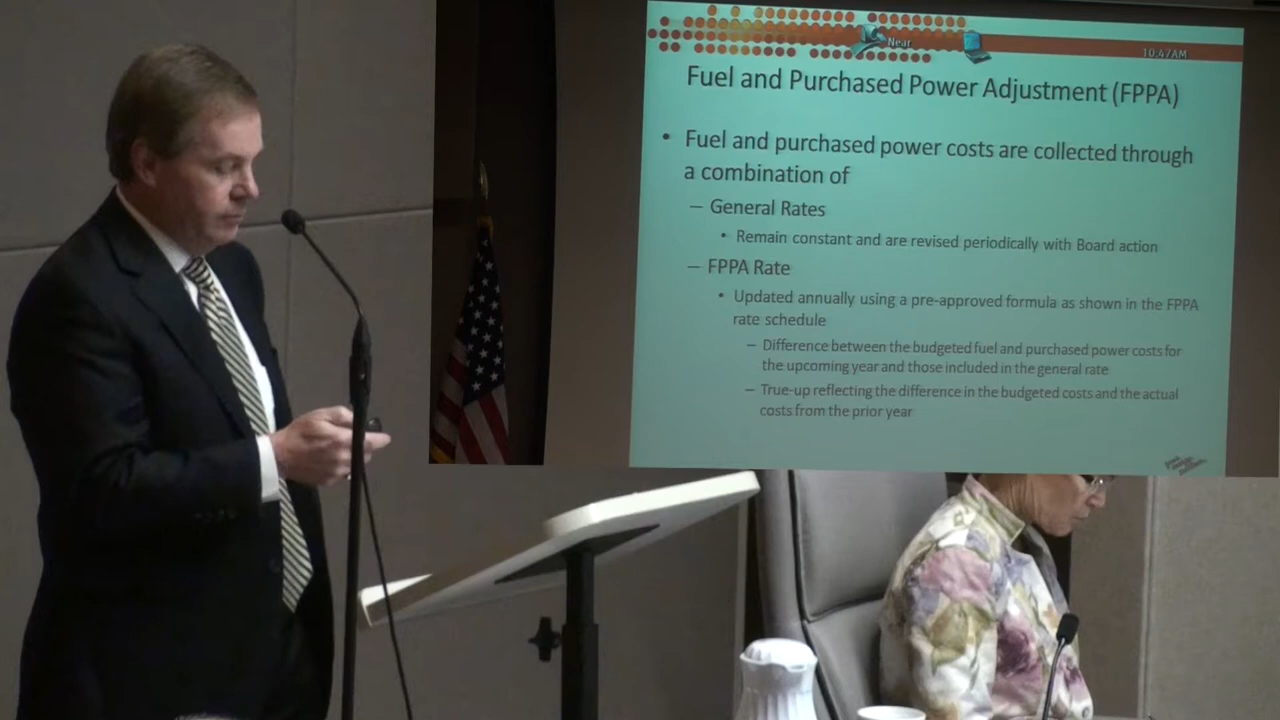 Near
10:47AM
Fuel and Purchased Power Adjustment (FPPA)
• Fuel and purchased power costs are collected through
a combination of
– General Rates
• Remain constant and are revised periodically with Board action
– FPPA Rate
• Updated annually using a pre-approved formula as shown in the FPPA
rate schedule
– Difference between the budgeted fuel and purchased power costs for
the upcoming year and those included in the general rate
– True-up reflecting the difference in the budgeted costs and the actual
costs from the prior year